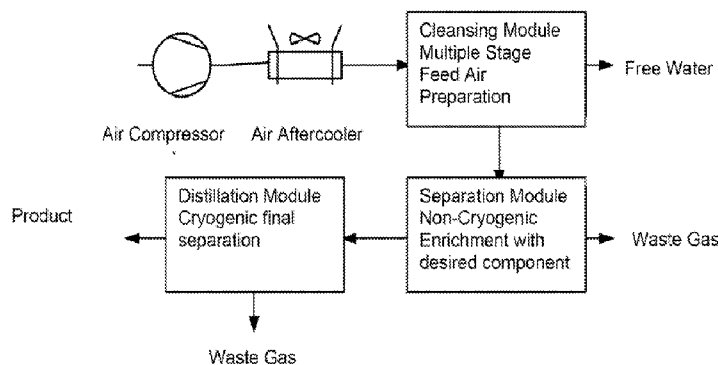 Cleansing Module
Multiple Stage
Feed Air
Preparation
Free Water
Air Compressor
Air Aftercooler
Product
Distillation Module
Cryogenic final
separation
Separation Module
Non-Cryogenic
Enrichment with
desired component
Waste Gas
Waste Gas